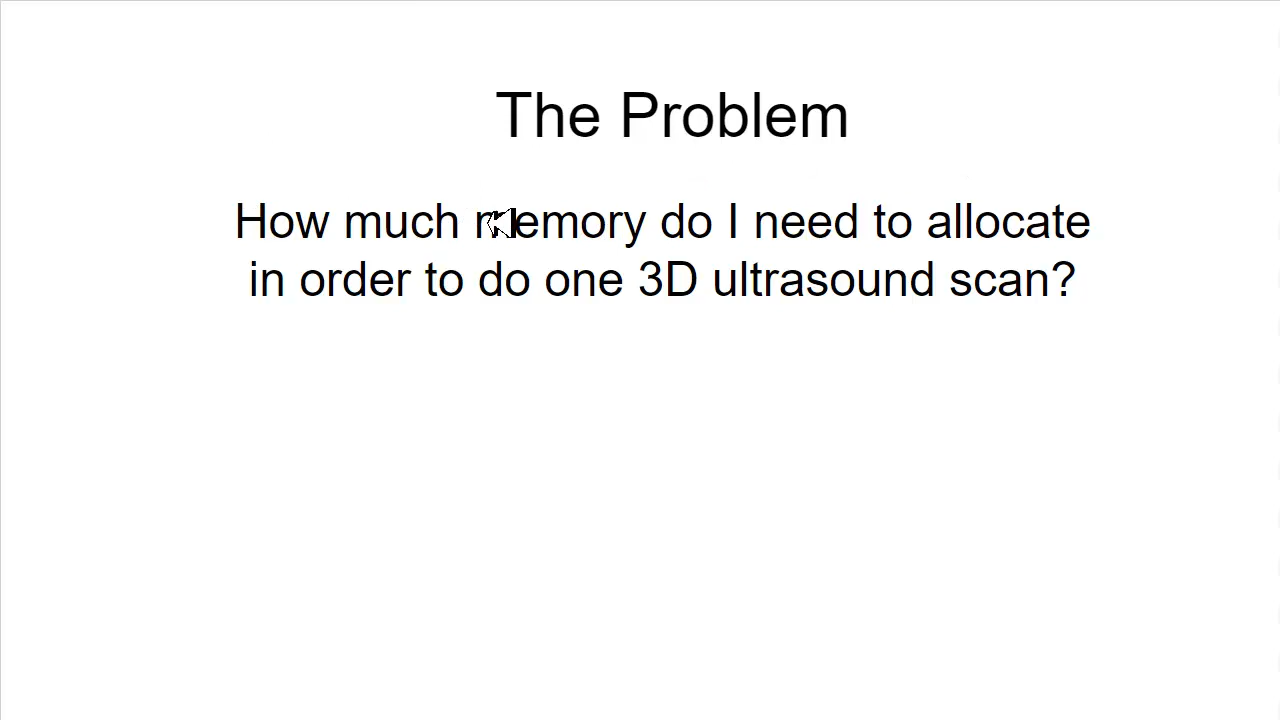 The Problem
How much memory do I need to allocate
in order to do one 3D ultrasound scan?